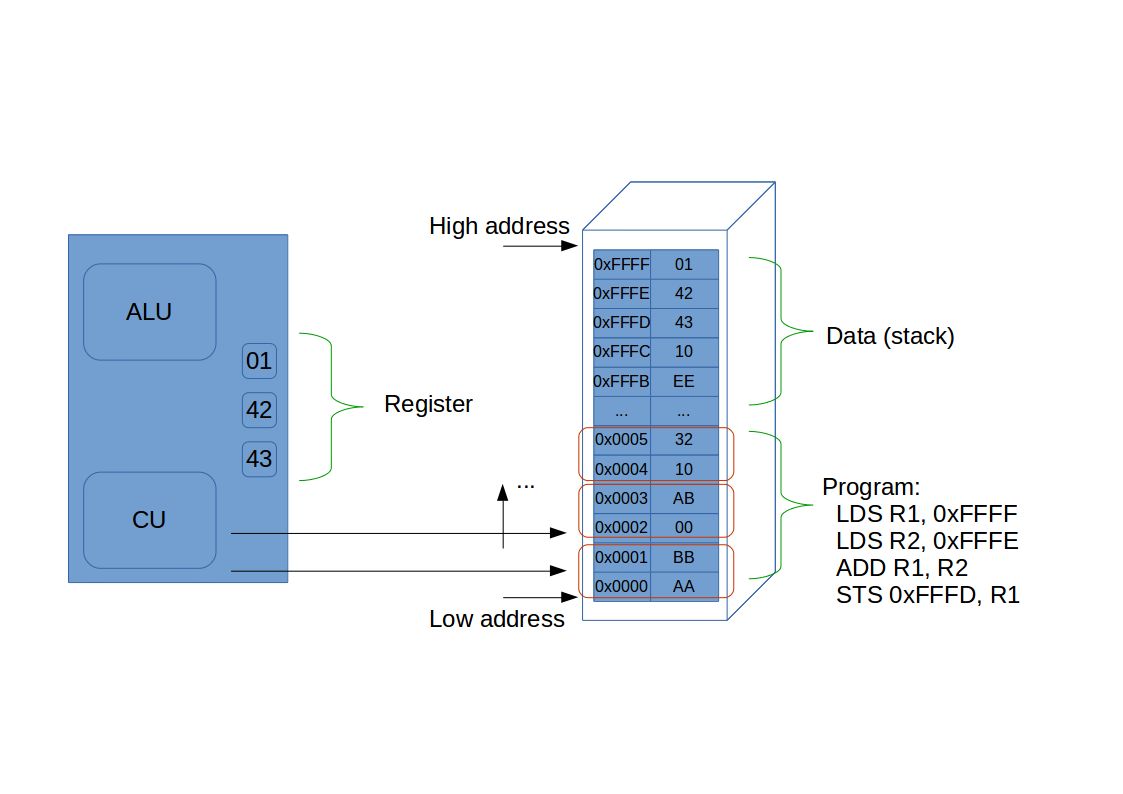 High address
ALU
01
42
43
Register
CU
...
Low address
0xFFFF 01
0xFFFE 42
0xFFFD 43
0xFFFC 10
0xFFFB EE
... ...
0x0005 32
0x0004 10
0x0003 AB
0x0002 00
0x0001 BB
0x0000 AA
Data (stack)
Program:
LDS R1, 0xFFFF
LDS R2, 0xFFFE
ADD R1, R2
STS 0xFFFD, R1